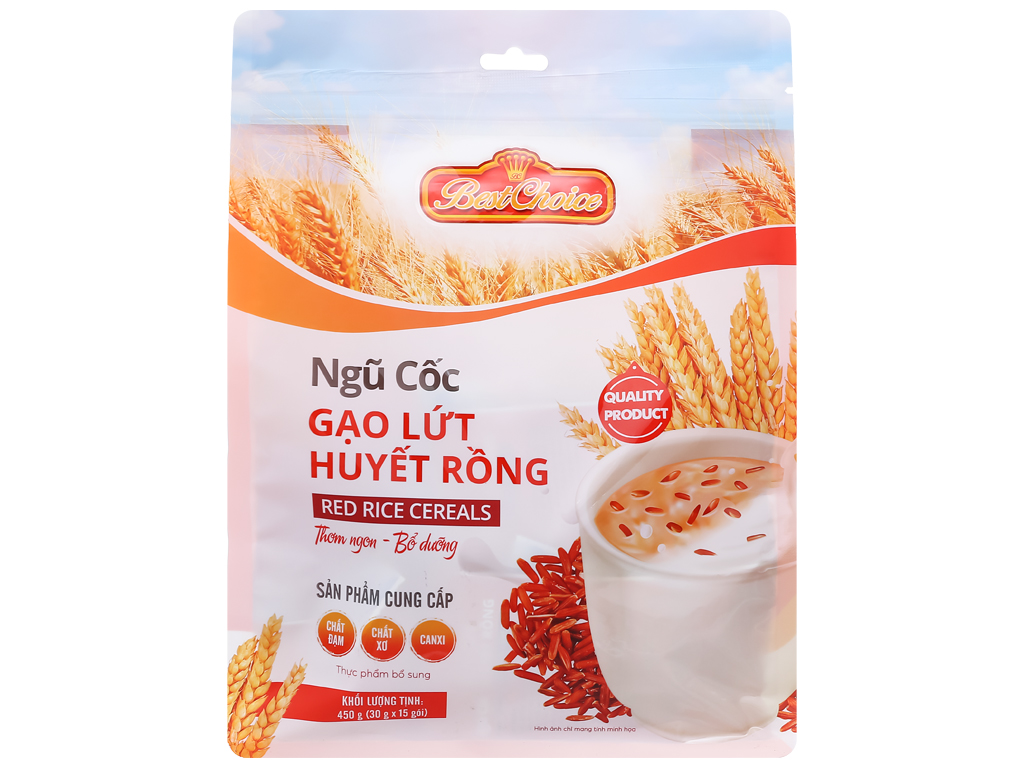 BestChoice
Ngũ Cốc
GẠO LỨT
HUYẾT RỒNG
RED RICE CEREALS
Thơm ngon - Bổ dưỡng
QUALITY
PRODUCT
SẢN PHẨM CUNG CẤP
CHẤT
ĐẠM
CHẤT
XƠ
CANXI
Thực phẩm bổ sung
KHỐI LƯỢNG TỊNH:
450 g (30 g x 15 gói)
Hình ảnh chỉ mang tính minh họa